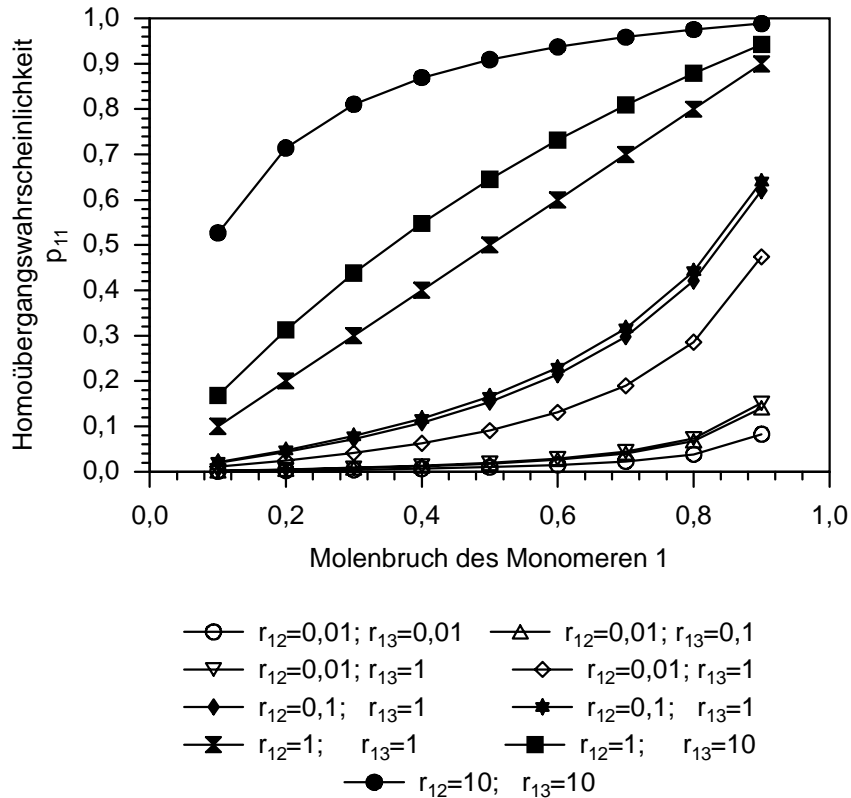 1,0
0,9
0,8
0,7
0,6
0,5
0,4
0,3
0,2
0,1
0,0
Homoübergangswahrscheinlichkeit
p₁₁
0,0 0,2 0,4 0,6 0,8 1,0
Molenbruch des Monomeren 1
r₁₂=0,01; r₁₃=0,01 r₁₂=0,01; r₁₃=0,1
r₁₂=0,01; r₁₃=1 r₁₂=0,01; r₁₃=1
r₁₂=0,1; r₁₃=1 r₁₂=0,1; r₁₃=1
r₁₂=1; r₁₃=1 r₁₂=1; r₁₃=10
r₁₂=10; r₁₃=10